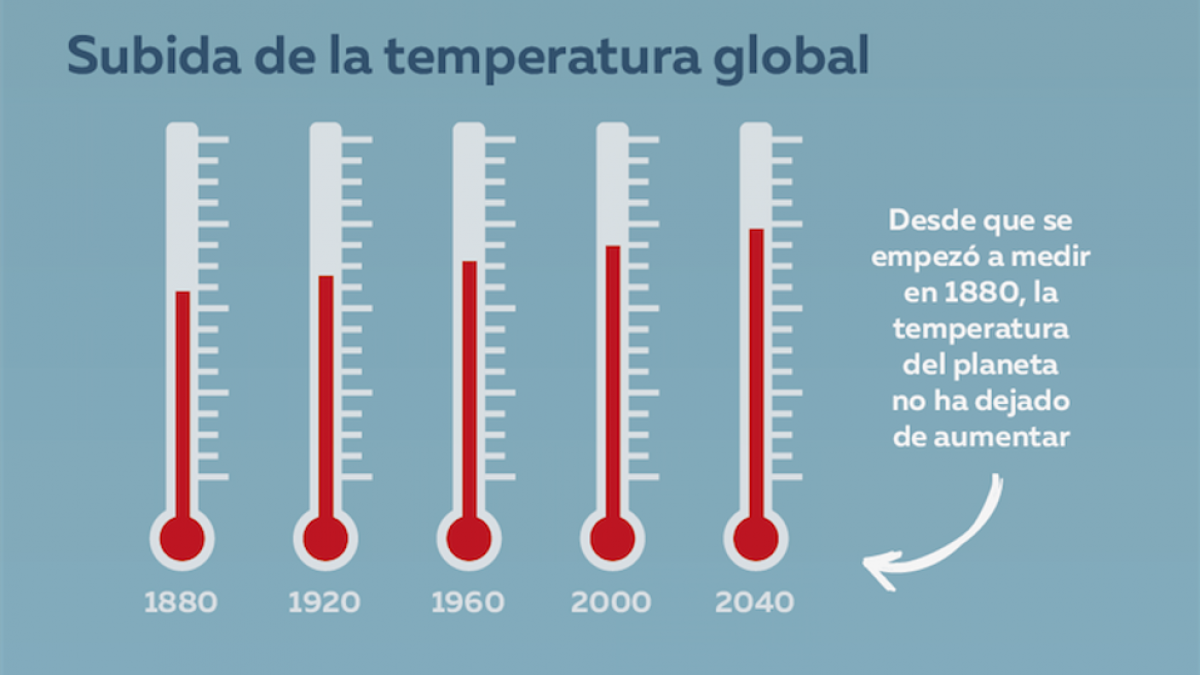 Subida de la temperatura global
Desde que se
empezó a medir
en 1880, la
temperatura
del planeta
no ha dejado
de aumentar
1880 1920 1960 2000 2040